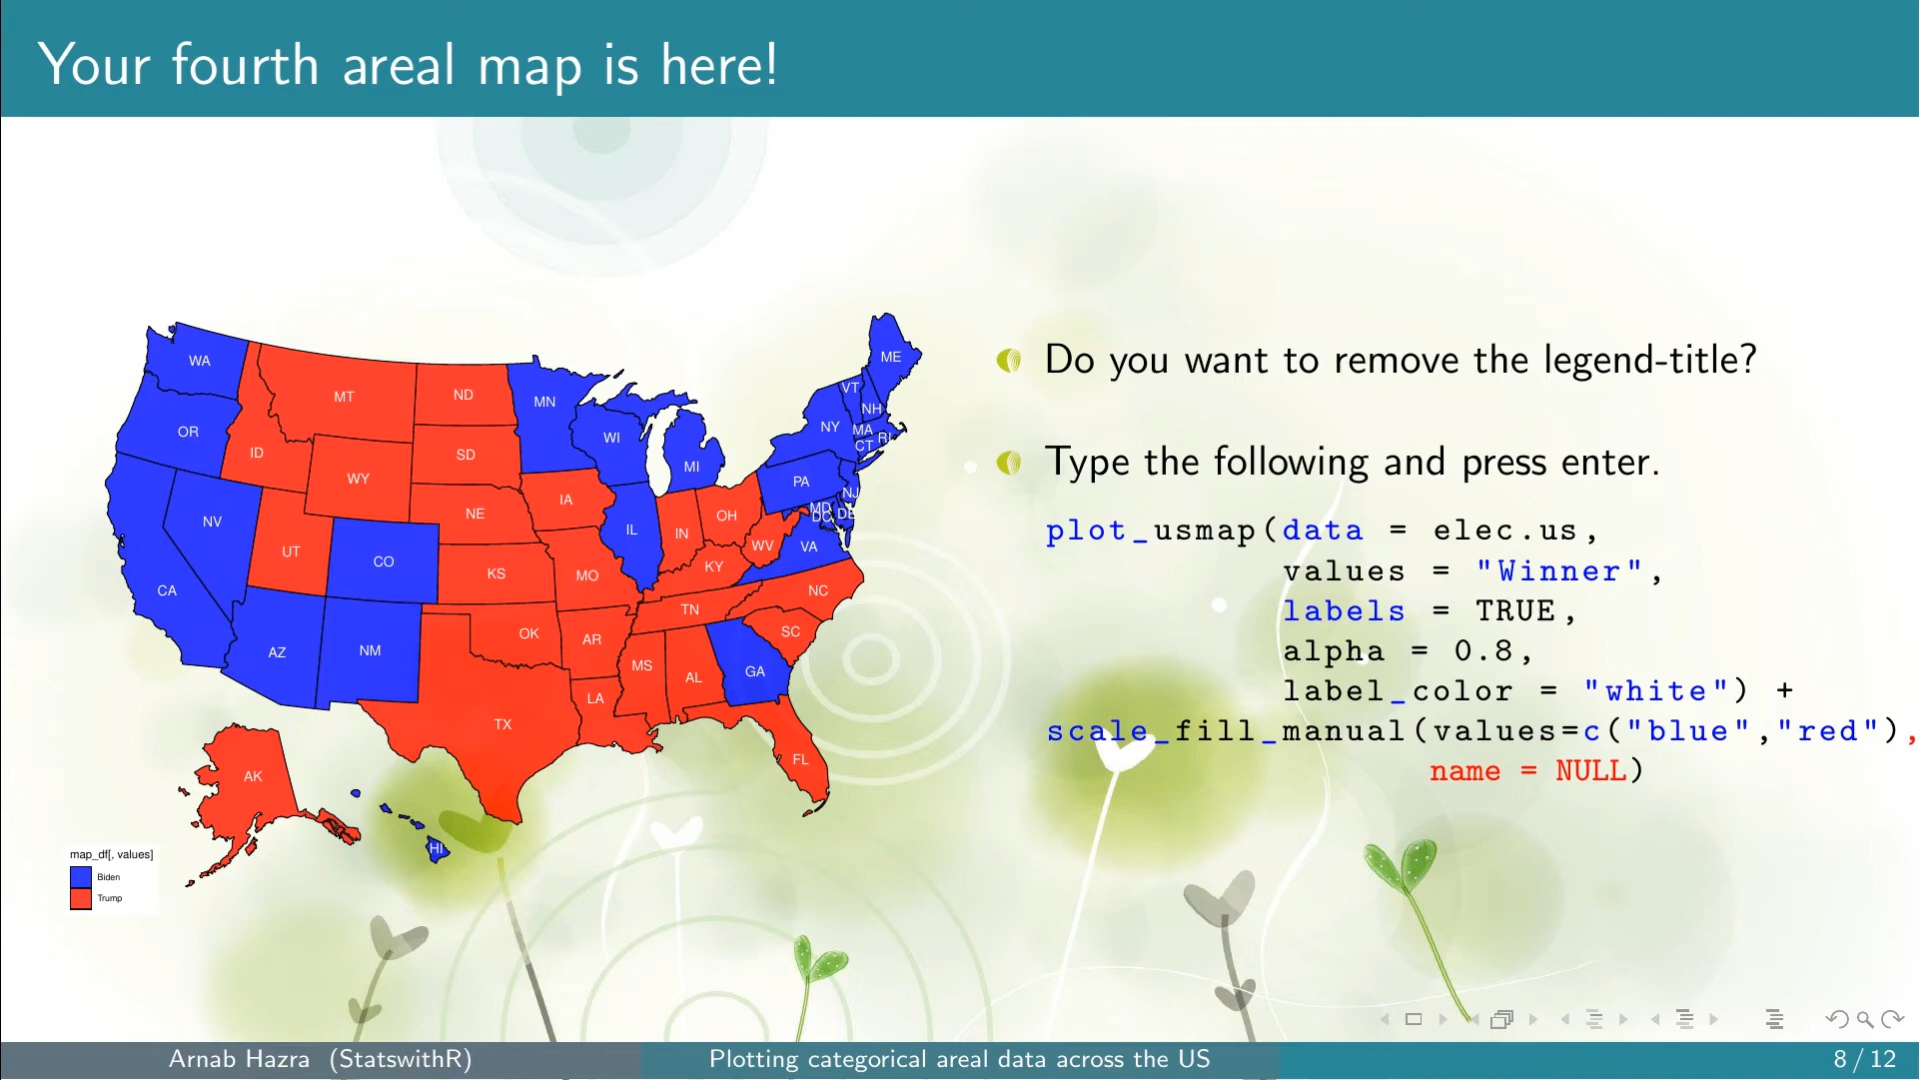 Your fourth areal map is here!
WA
OR
CA
NV
ID
MT
WY
UT
AZ
CO
NM
ND
SD
NE
KS
OK
TX
MN
IA
MO
AR
LA
WI
IL
MS
MI
IN
KY
TN
AL
OH
WV
GA
FL
SC
NC
VA
PA
NY
VT
NH
ME
MA
CT
RI
NJ
MD
DC
DE
AK
HI
map_df[, values]
Biden
Trump
Do you want to remove the legend-title?
Type the following and press enter.
plot_usmap(data = elec.us,
values = "Winner",
labels = TRUE,
alpha = 0.8,
label_color = "white") +
scale_fill_manual(values=c("blue","red"),
name = NULL)
Arnab Hazra (StatswithR)
Plotting categorical areal data across the US
8 / 12